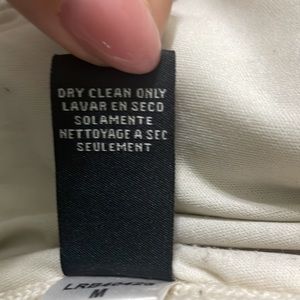 DRY CLEAN ONLY
LAVAR EN SECO
SOLAMENTE
NETTOYAGE A SEC
SEULEMENT
M